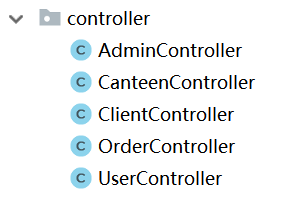 controller
C AdminController
C CanteenController
C ClientController
C OrderController
C UserController